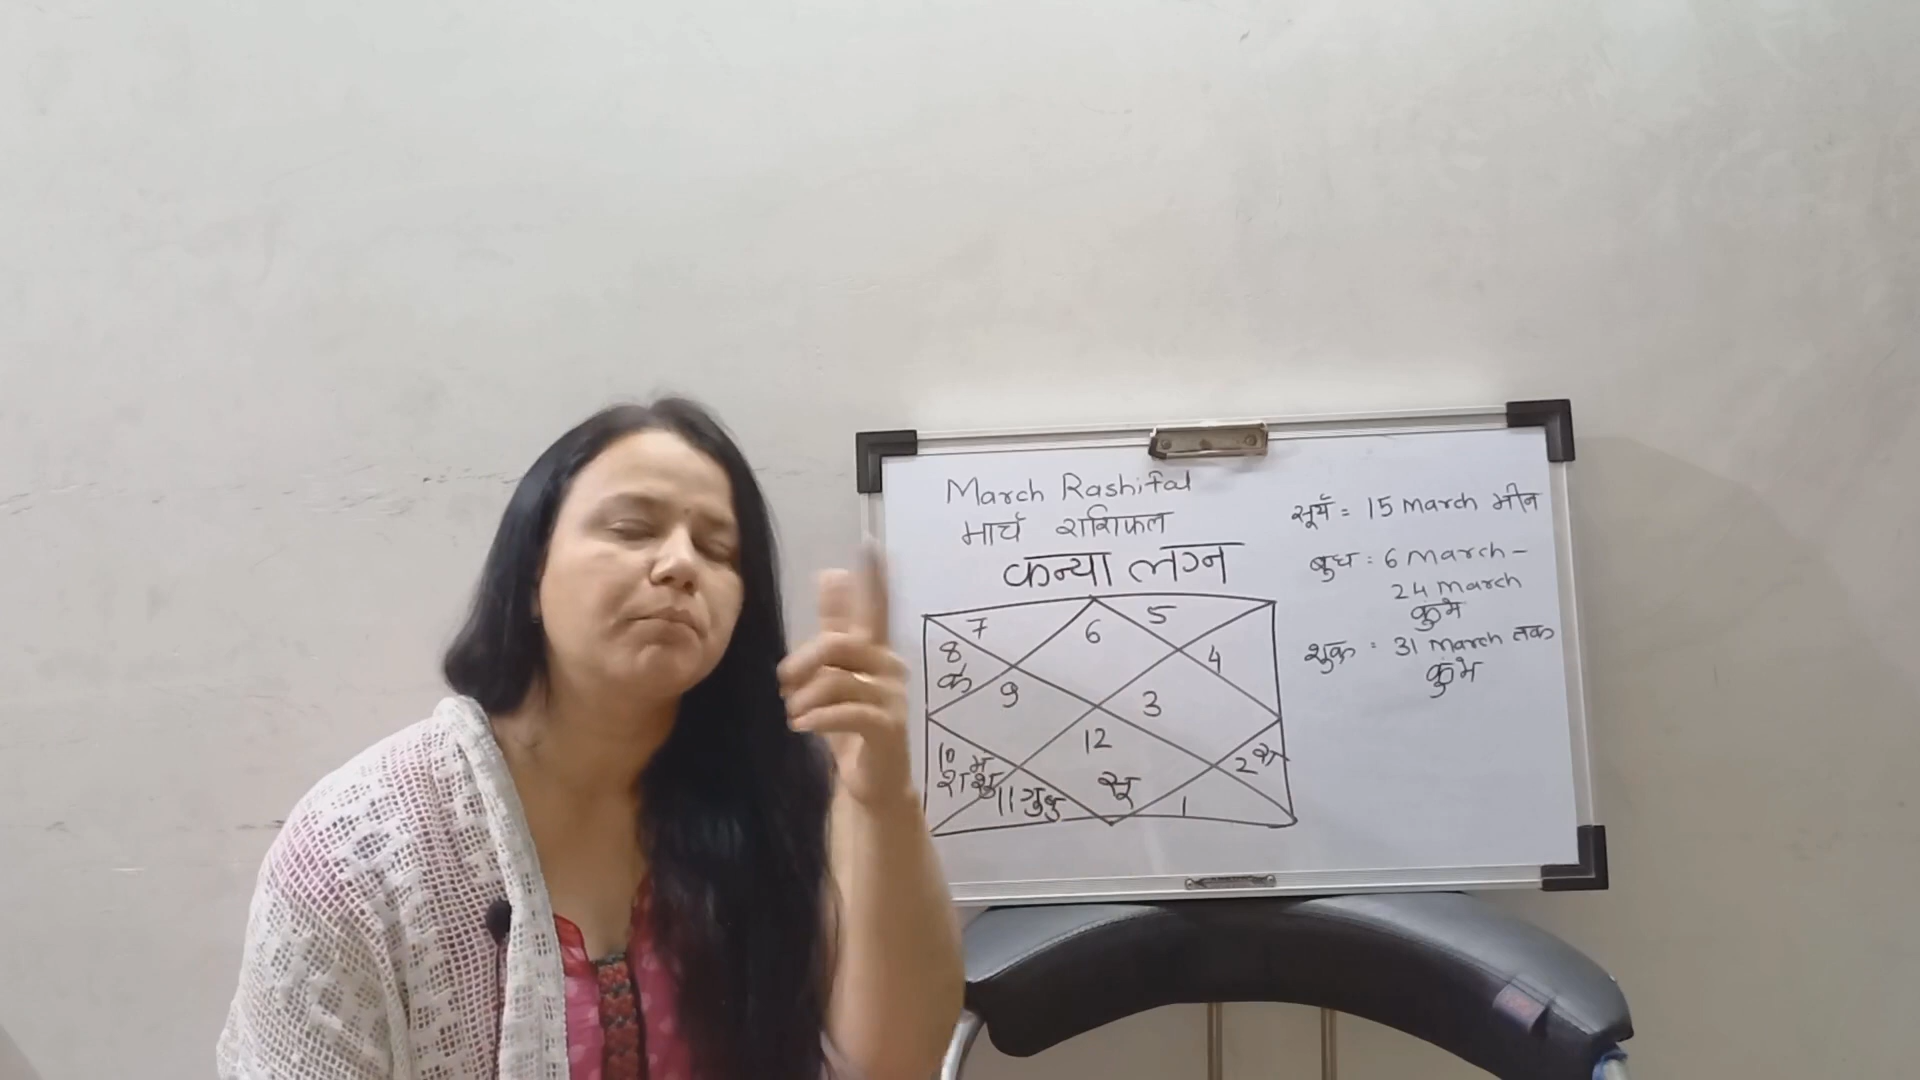 March Rashifal
मार्च राशिफल
कन्या लग्न
7
6
5
8
के
9
4
3
10
म
श शु
12
सू
11 गु बु
1
2 रा
सूर्य = 15 March मीन
बुध : 6 March -
24 March
कुंभ
शुक्र : 31 March तक
कुंभ